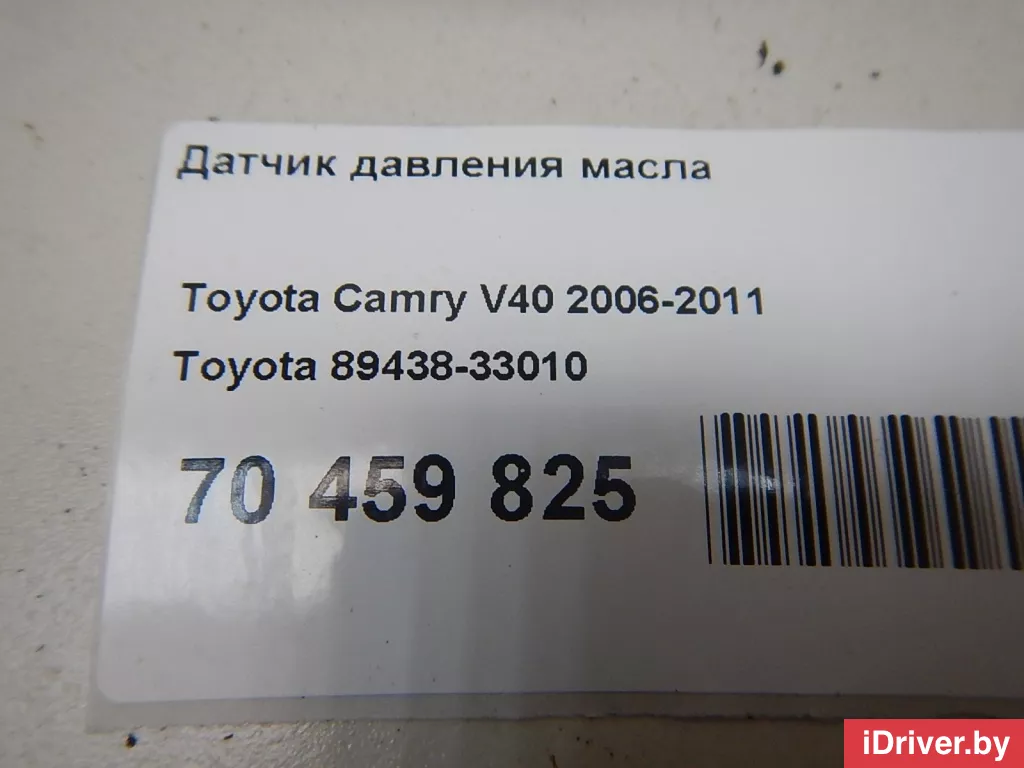 Датчик давления масла
Toyota Camry V40 2006-2011
Toyota 89438-33010
70 459 825
iDriver.by